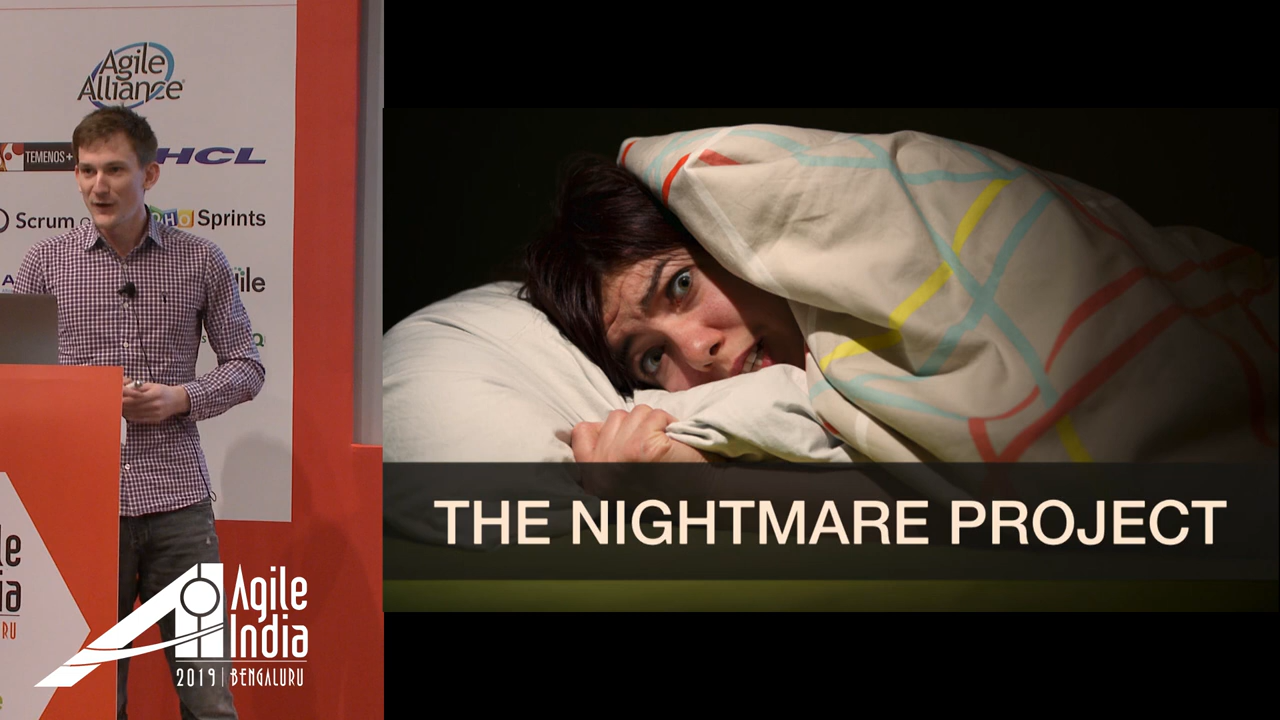 Agile
Alliance
TEMENOS+
HCL
Scrum
Sprints
THE NIGHTMARE PROJECT
Agile
India
2019 | BENGALURU